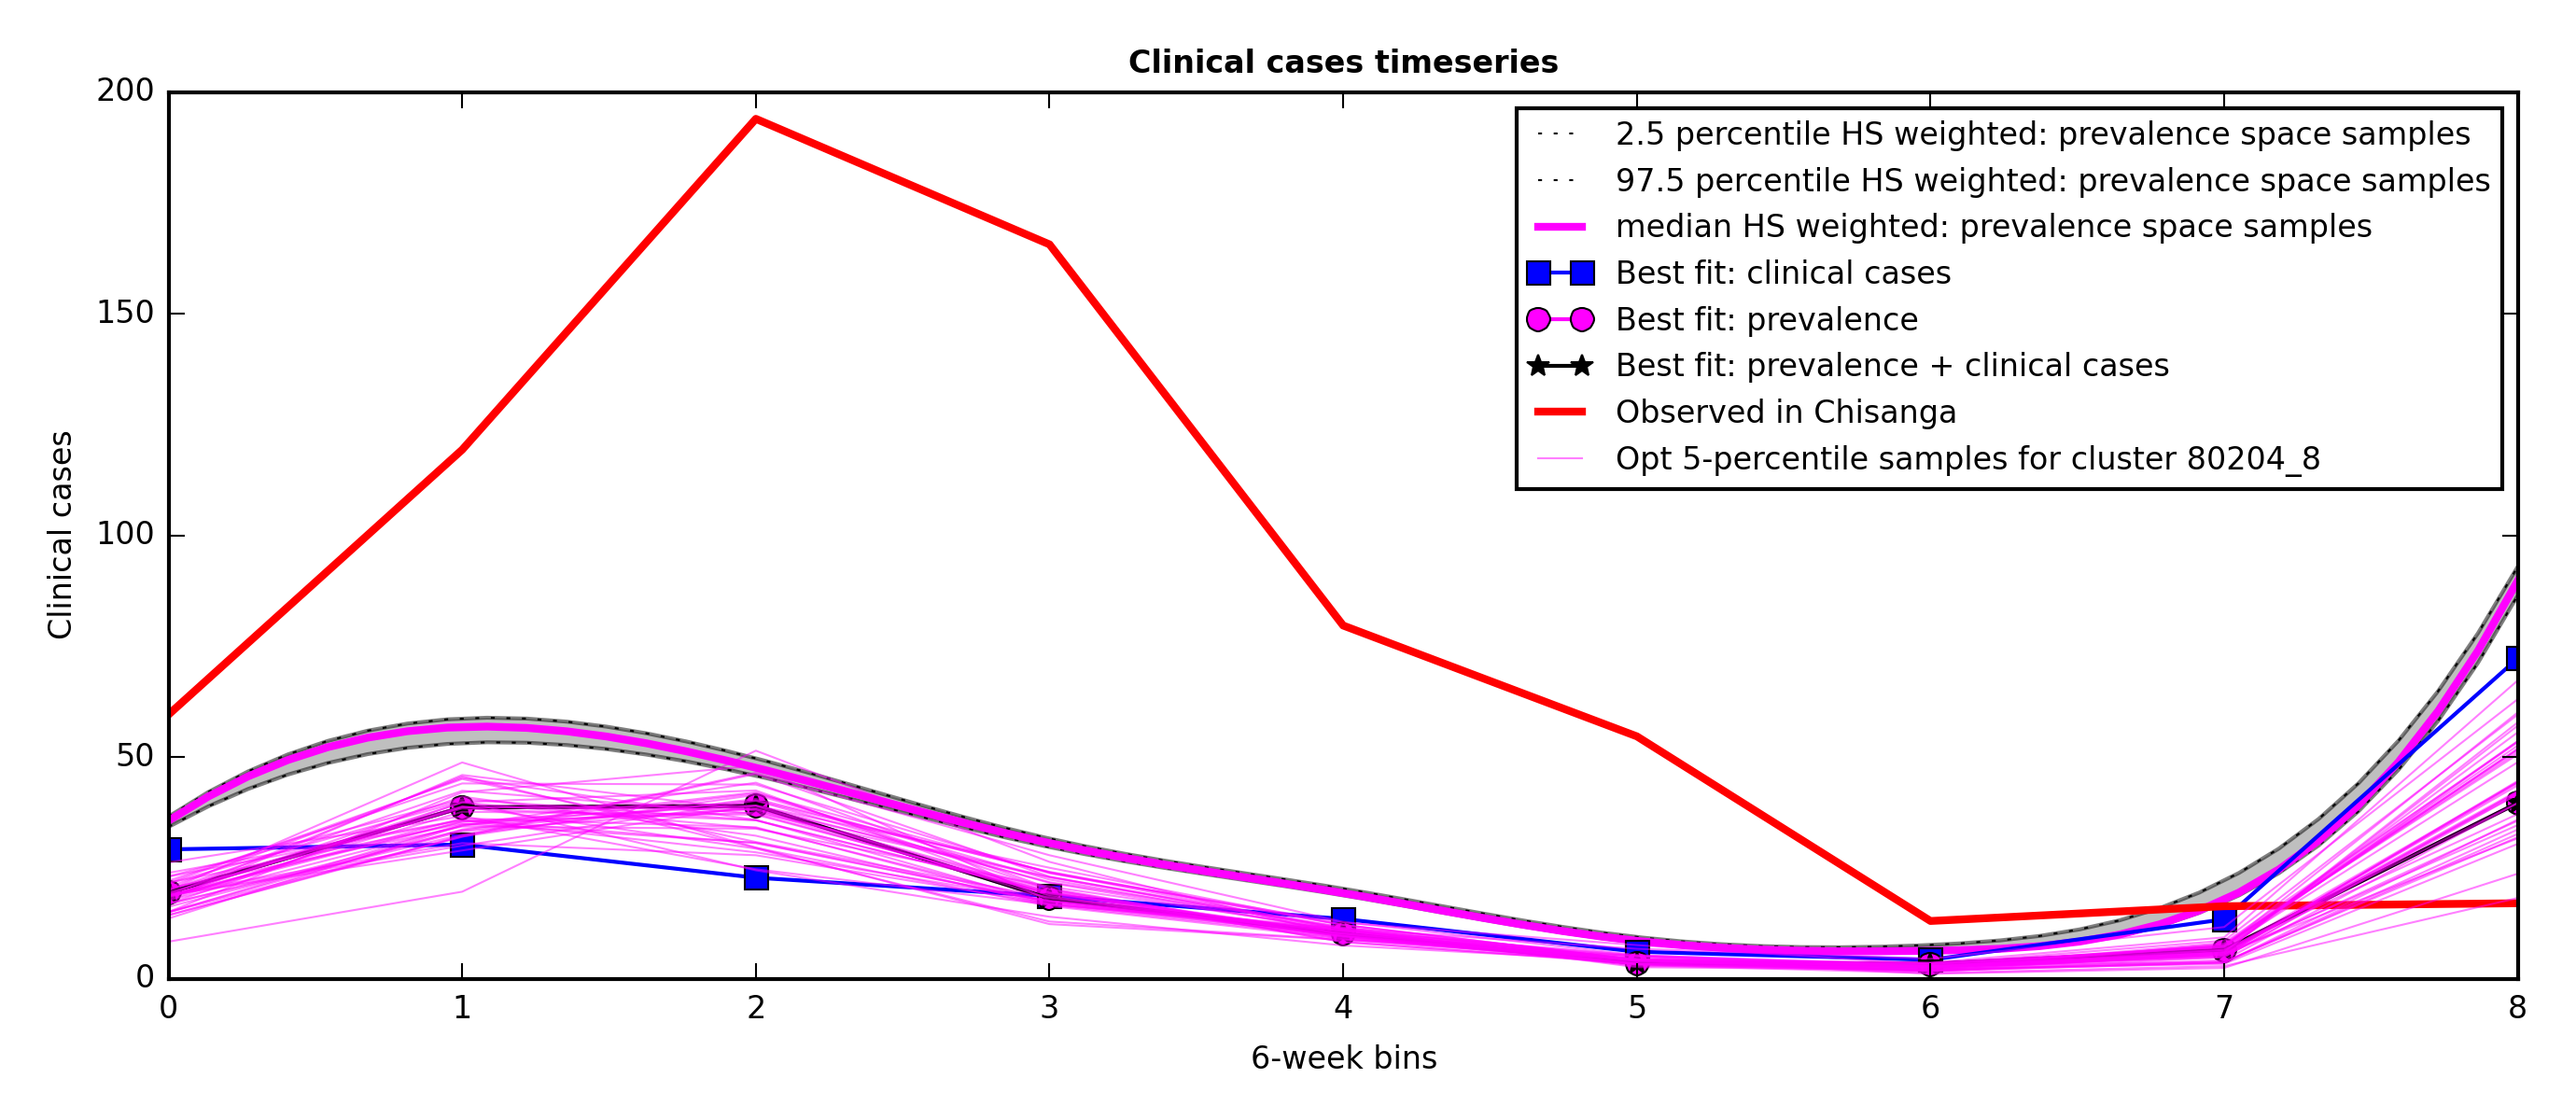 Clinical cases timeseries
200
150
100
50
0
Clinical cases
2.5 percentile HS weighted: prevalence space samples
97.5 percentile HS weighted: prevalence space samples
median HS weighted: prevalence space samples
Best fit: clinical cases
Best fit: prevalence
Best fit: prevalence + clinical cases
Observed in Chisanga
Opt 5-percentile samples for cluster 80204_8
0 1 2 3 4 5 6 7 8
6-week bins